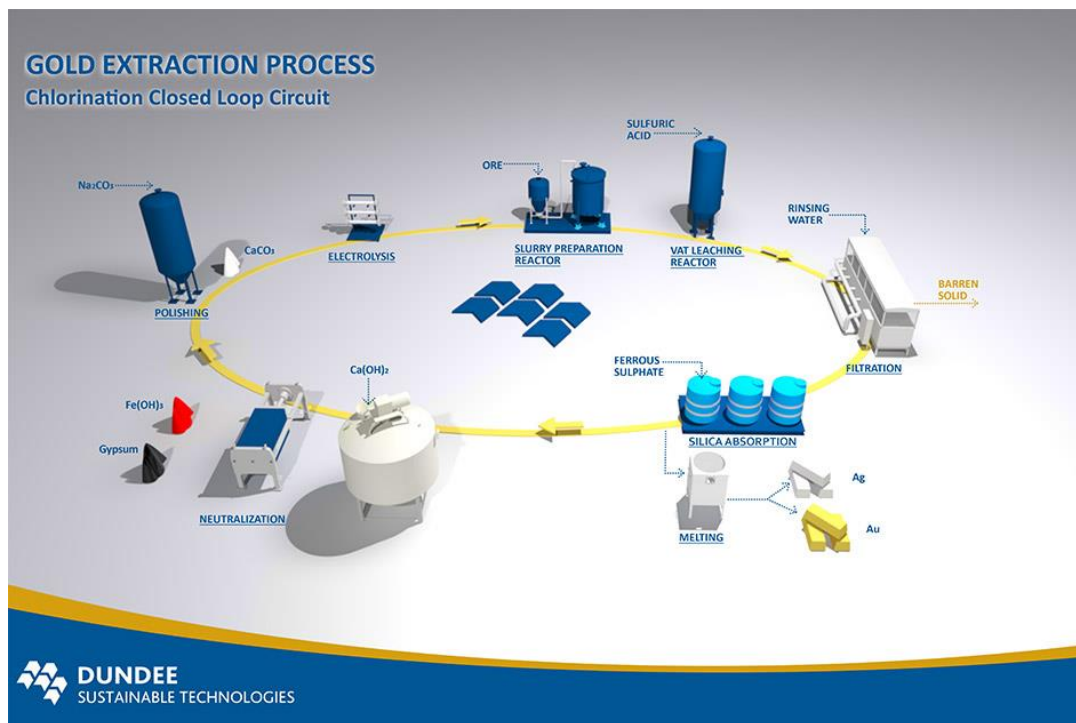 GOLD EXTRACTION PROCESS
Chlorination Closed Loop Circuit
SULFURIC
ACID
ORE
Na₂CO₃
RINSING
WATER
CaCO₃
ELECTROLYSIS
SLURRY PREPARATION
REACTOR
VAT LEACHING
REACTOR
BARREN
SOLID
POLISHING
FERROUS
SULPHATE
Ca(OH)₂
FILTRATION
Fe(OH)₃
Gypsum
SILICA ABSORPTION
Ag
NEUTRALIZATION
Au
MELTING
DUNDEE
SUSTAINABLE TECHNOLOGIES